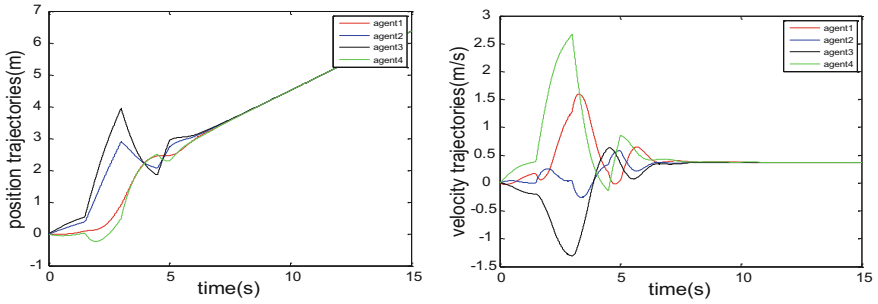 7
6
5
4
3
2
1
0
-1
position trajectories(m)
agent1
agent2
agent3
agent4
0
5
10
15
time(s)
3
2.5
2
1.5
1
0.5
0
-0.5
-1
-1.5
velocity trajectories(m/s)
agent1
agent2
agent3
agent4
0
5
10
15
time(s)